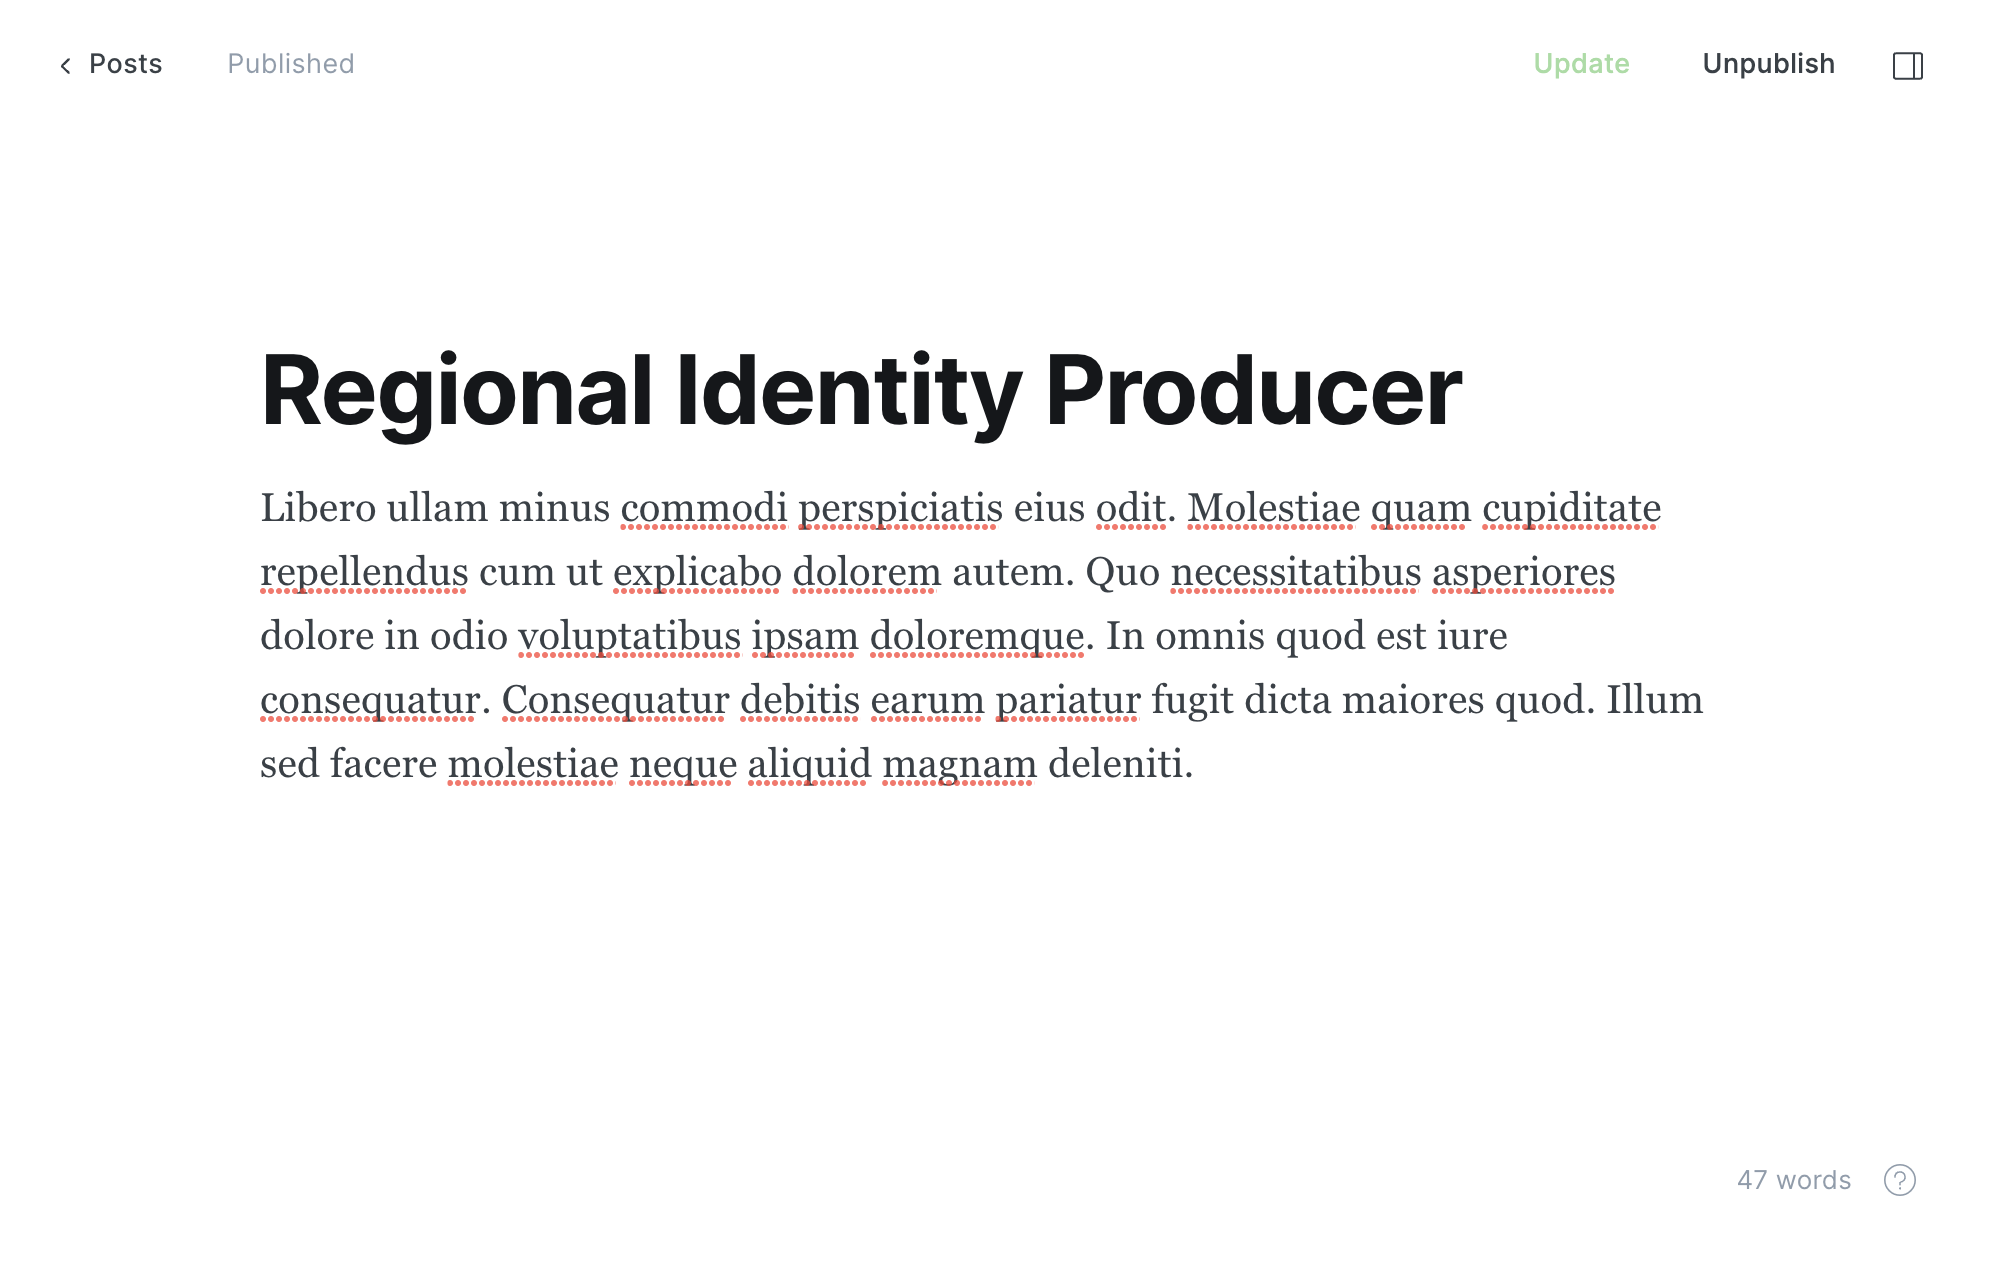 Posts
Published
Update
Unpublish
Regional Identity Producer
Libero ullam minus commodi perspiciatis eius odit. Molestiae quam cupiditate
repellendus cum ut explicabo dolorem autem. Quo necessitatibus asperiores
dolore in odio voluptatibus ipsam doloremque. In omnis quod est iure
consequatur. Consequatur debitis earum pariatur fugit dicta maiores quod. Illum
sed facere molestiae neque aliquid magnam deleniti.
47 words
?